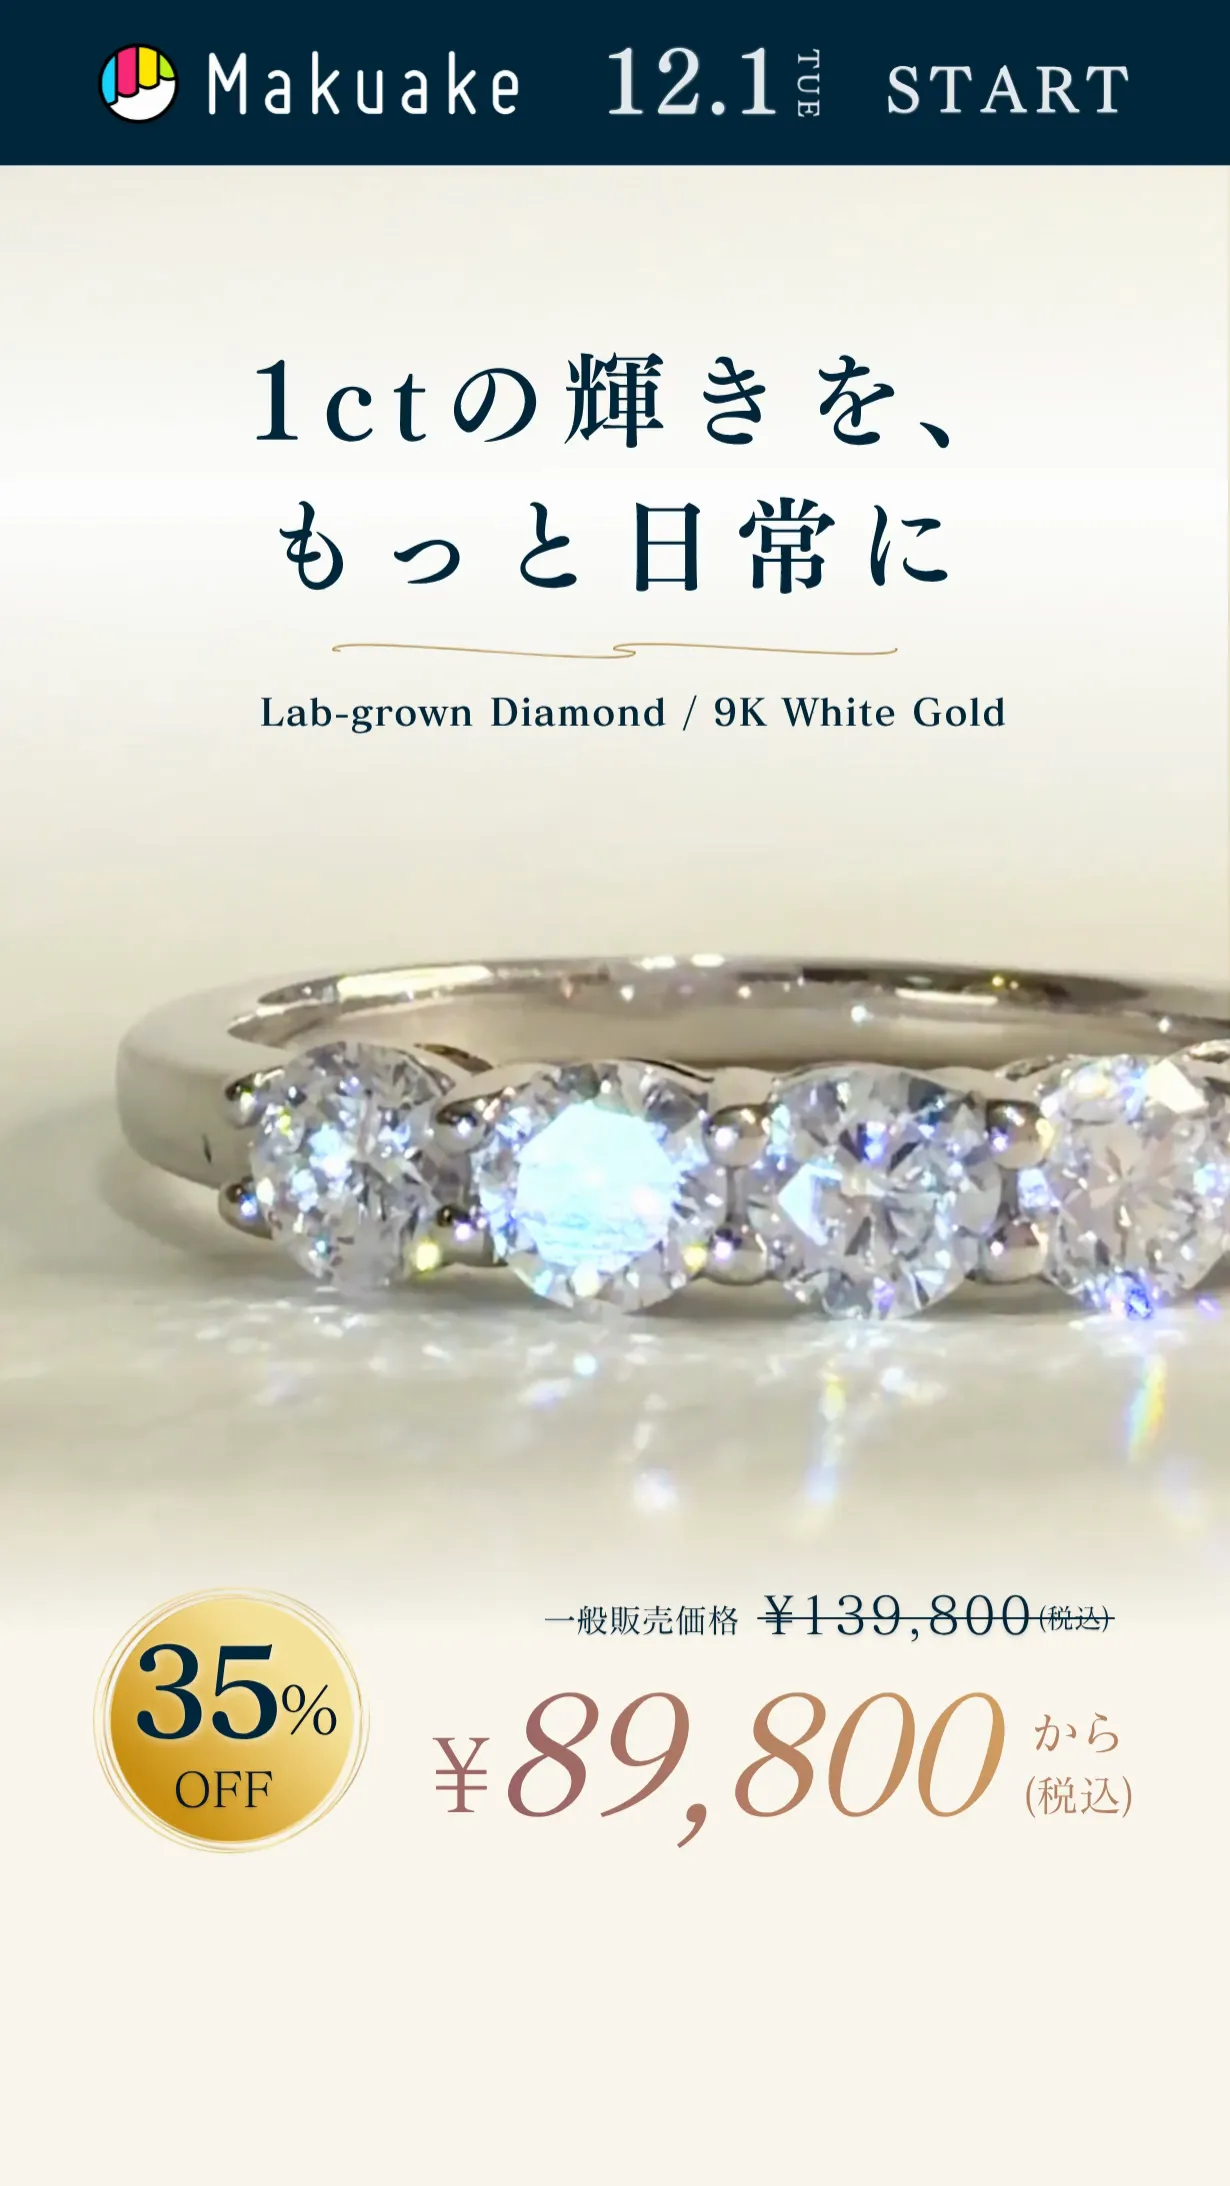 Makuake 12.1 TUE START
1ctの輝きを、
もっと日常に
Lab-grown Diamond / 9K White Gold
一般販売価格 ¥139,800(税込)
35%
OFF
¥89,800 から
(税込)